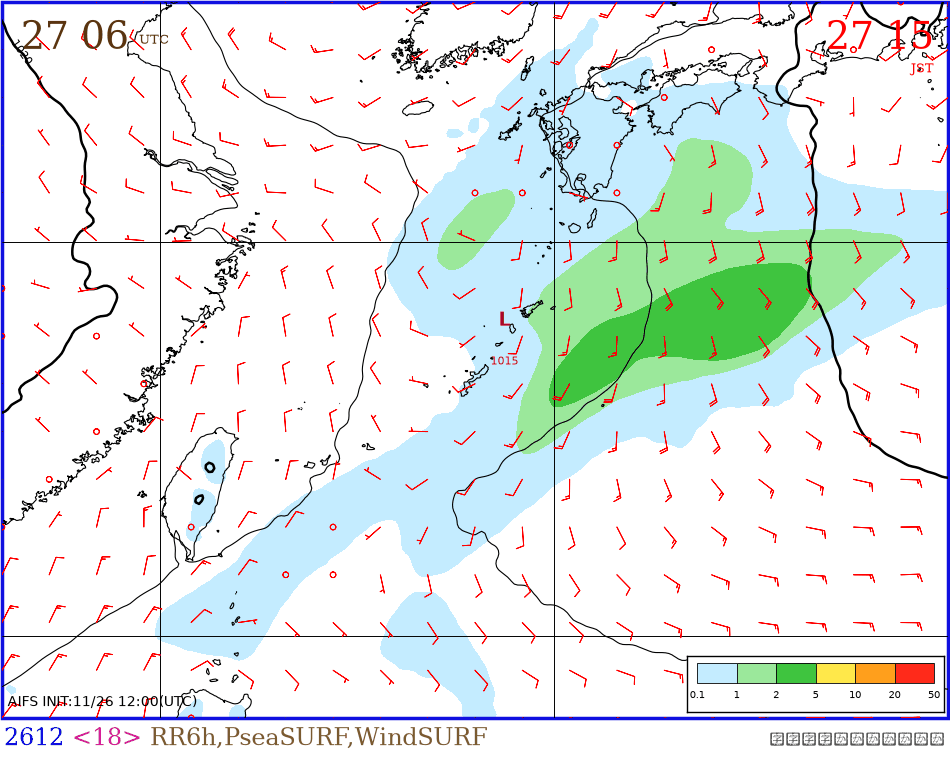 27 06 UTC
27 15 JST
L
1015
0.1 1 2 5 10 20 50
AIFS INIT:11/26 12:00(UTC)
2612 <18> RR6h,PseaSURF,WindSURF